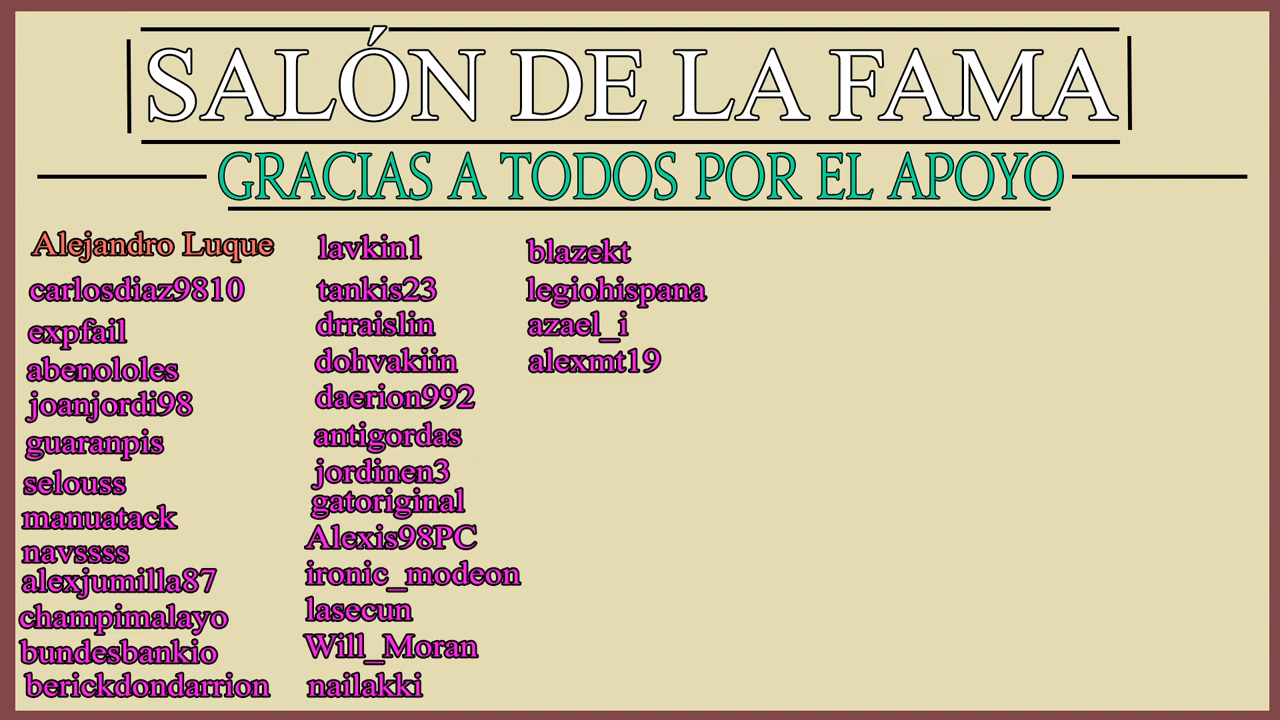 SALÓN DE LA FAMA
GRACIAS A TODOS POR EL APOYO
Alejandro Luque
carlosdiaz9810
expfail
abenololes
joanjordi98
guaranpis
selouss
manuatack
navssss
alexjumilla87
champimalayo
bundesbankio
berickdondarrion
lavkin1
tankis23
drraislin
dohvakiin
daerion992
antigordas
jordinen3
gatoriginal
Alexis98PC
ironic_modeon
lasecun
Will_Moran
nailakki
blazekt
legiohispana
azael_i
alexmt19